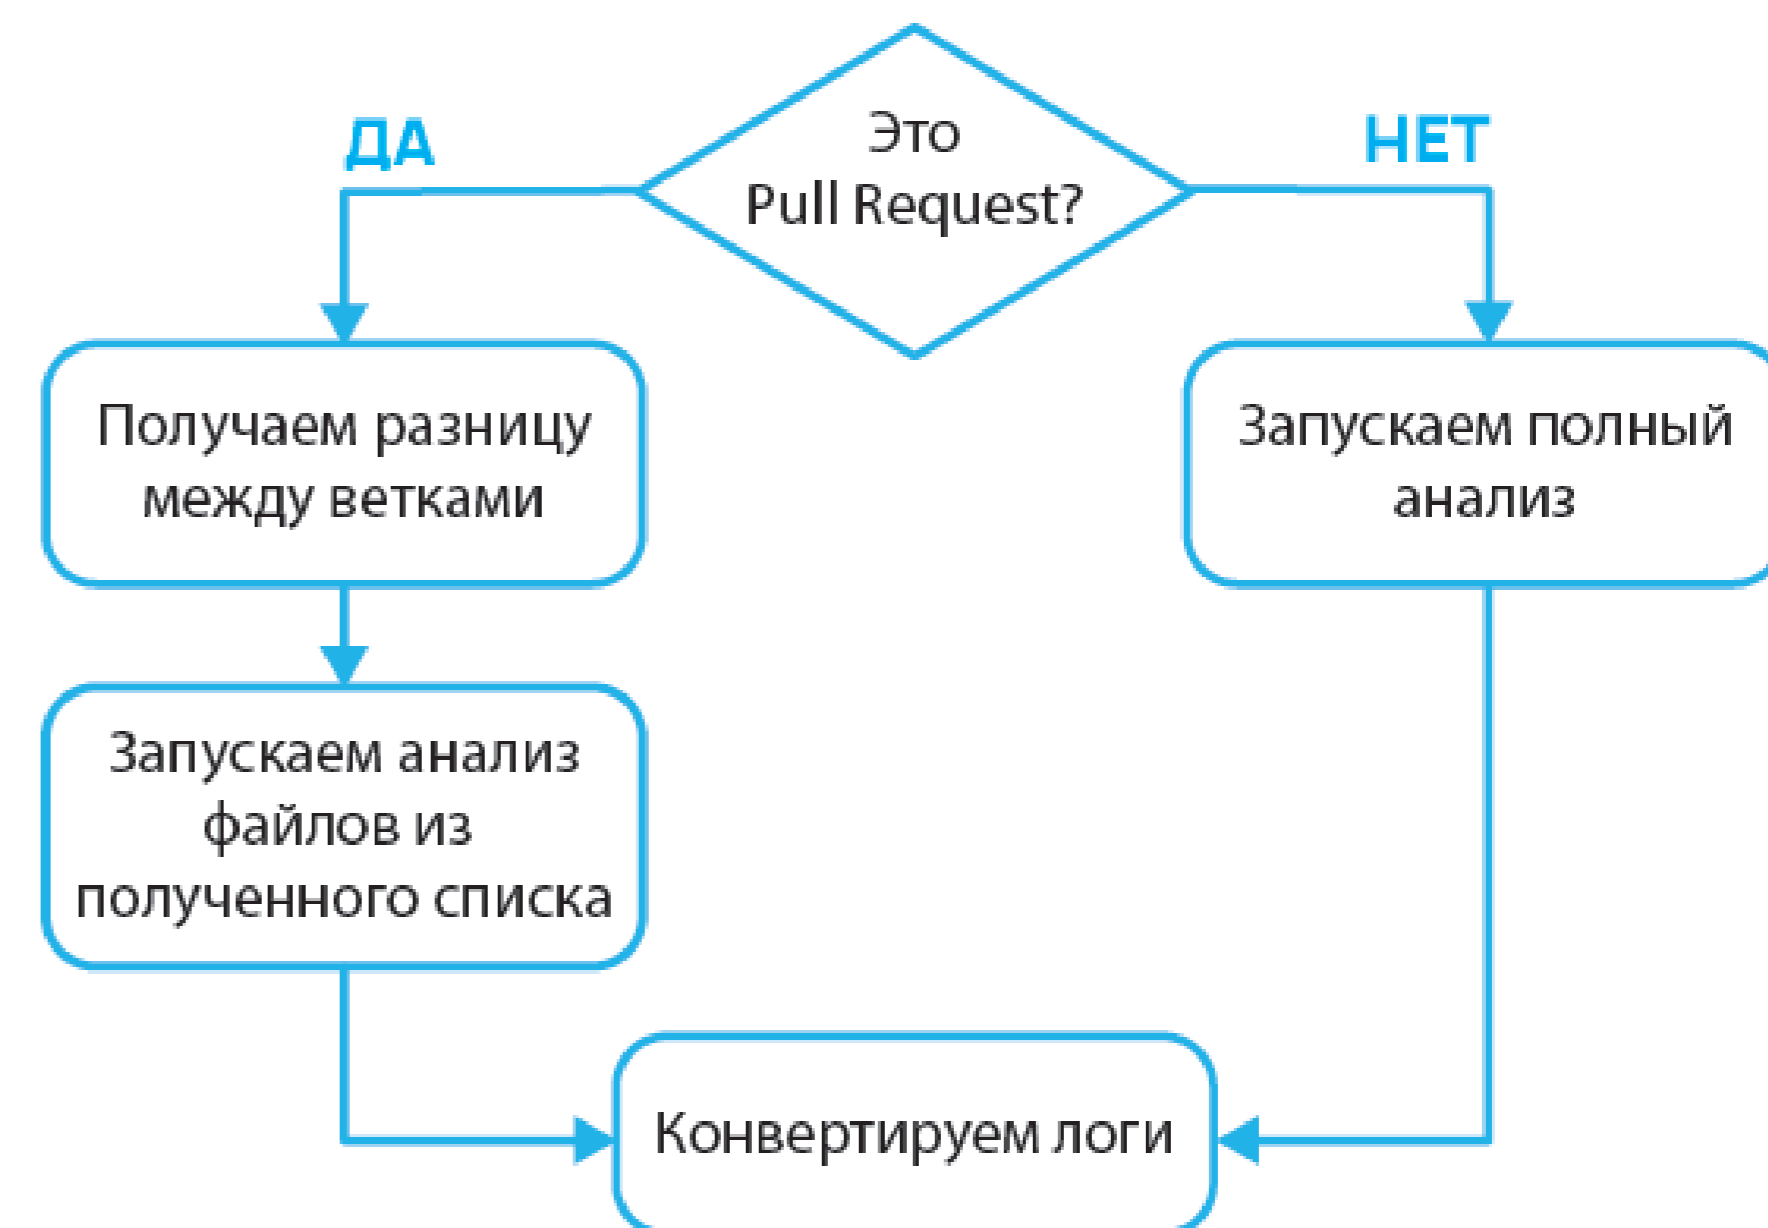 Это
Pull Request?
ДА
НЕТ
Получаем разницу
между ветками
Запускаем полный
анализ
Запускаем анализ
файлов из
полученного списка
Конвертируем логи